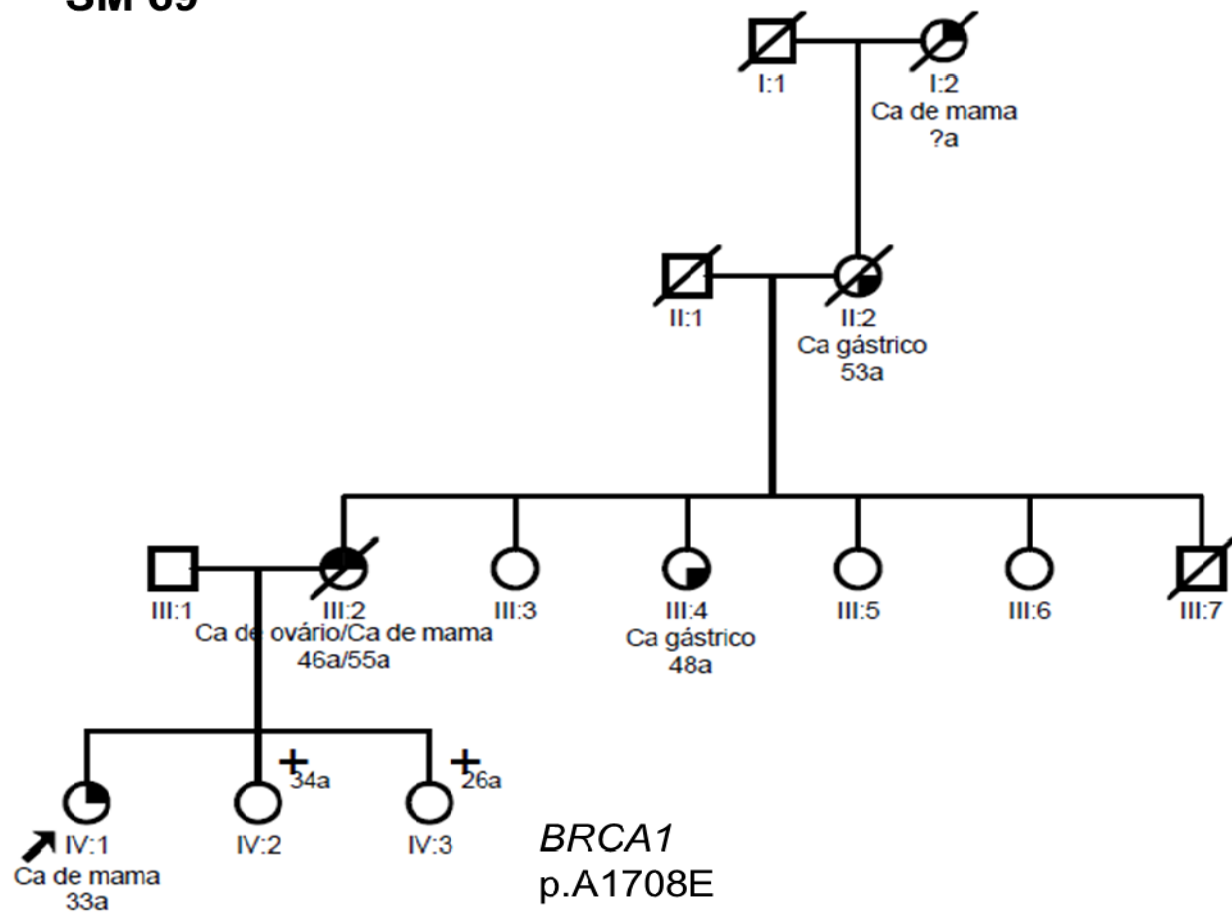 SM 69
I:1
I:2
Ca de mama
?a
II:1
II:2
Ca gástrico
53a
III:1
III:2
III:3
III:4
III:5
III:6
III:7
Ca de ovário/Ca de mama
46a/55a
Ca gástrico
48a
+
34a
+
26a
IV:1
IV:2
IV:3
Ca de mama
33a
BRCA1
p.A1708E